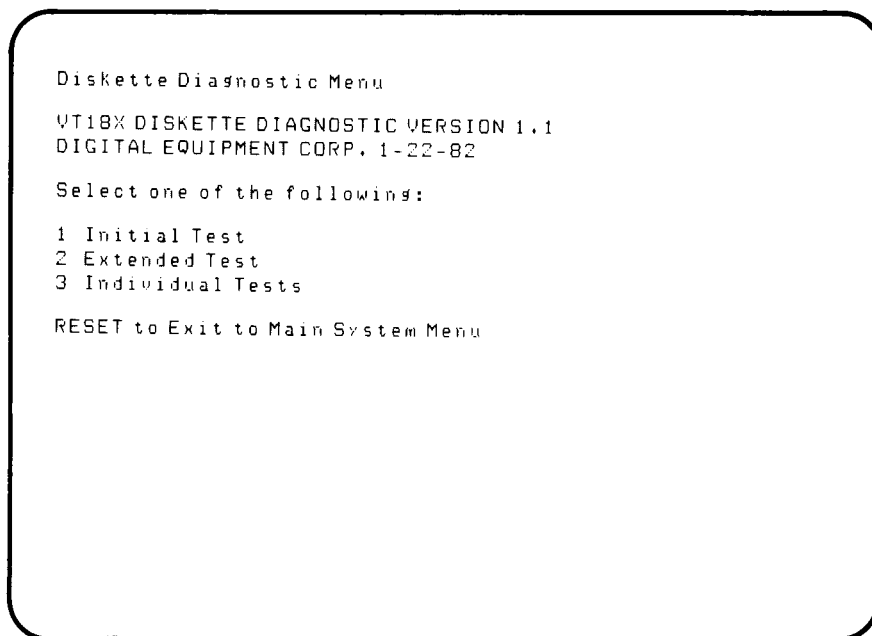 Diskette Diagnostic Menu
VT18X DISKETTE DIAGNOSTIC VERSION 1.1
DIGITAL EQUIPMENT CORP. 1-22-82
Select one of the following:
1 Initial Test
2 Extended Test
3 Individual Tests
RESET to Exit to Main System Menu